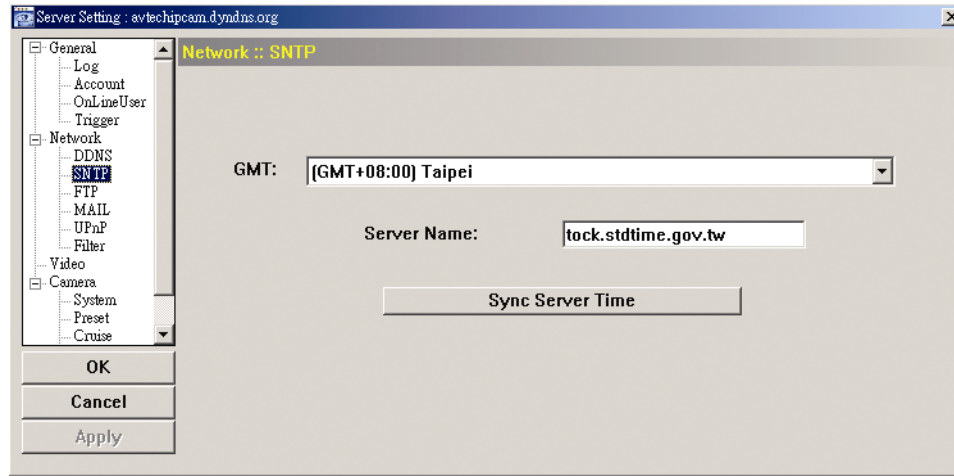 Server Setting : avtechipcam.dyndns.org
General
Log
Account
OnLineUser
Trigger
Network
DDNS
SNTP
FTP
MAIL
UPnP
Filter
Video
Camera
System
Preset
Cruise
OK
Cancel
Apply
Network :: SNTP
GMT: (GMT+08:00) Taipei
Server Name: tock.stdtime.gov.tw
Sync Server Time